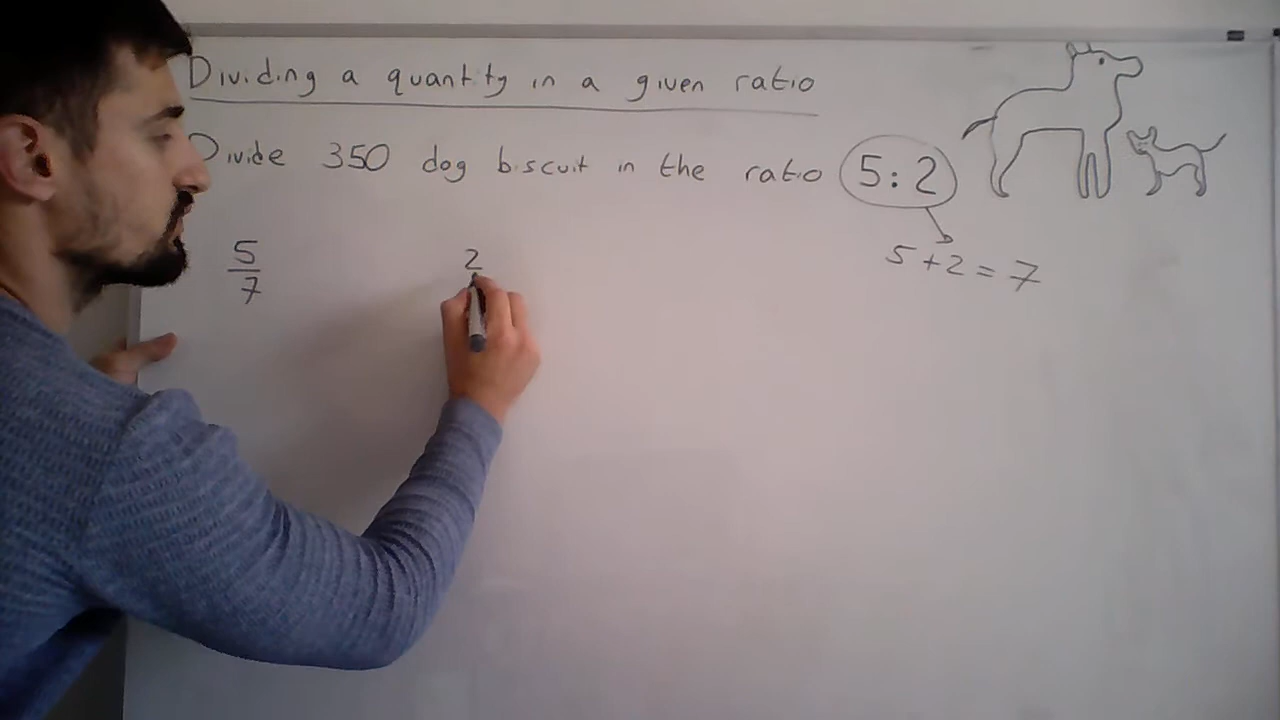 Dividing a quantity in a given ratio
Divide 350 dog biscuit in the ratio 5:2
5+2=7
5/7 2